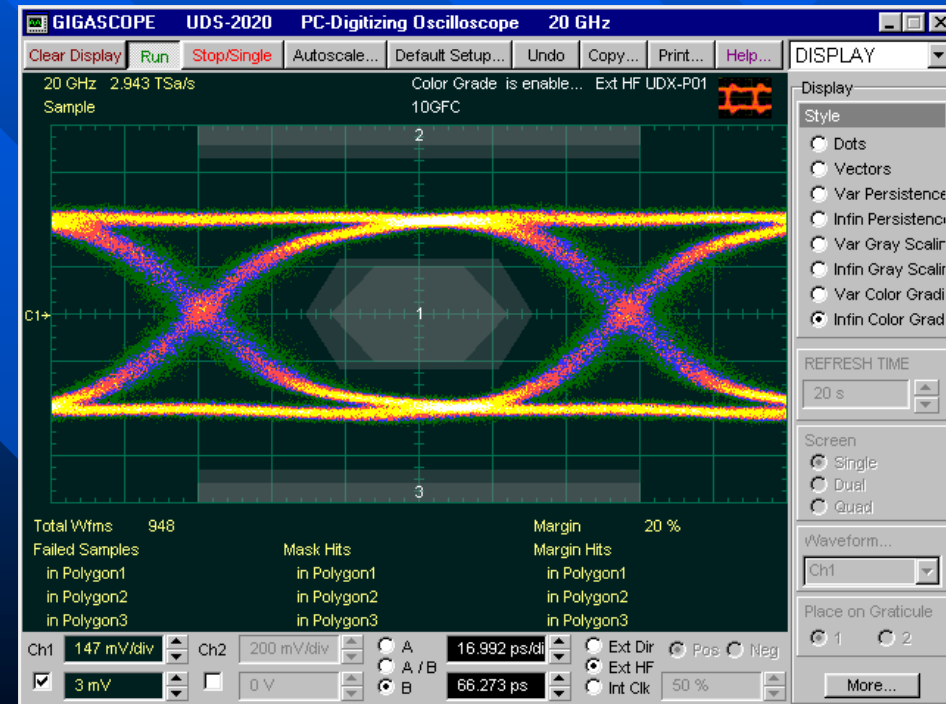 GIGASCOPE UDS-2020 PC-Digitizing Oscilloscope 20 GHz
Clear Display Run Stop/Single Autoscale... Default Setup... Undo Copy... Print... Help... DISPLAY
20 GHz 2.943 TSa/s Color Grade is enable... Ext HF UDX-P01
Sample 10GFC
Display
Style
Dots
Vectors
Var Persistence
Infin Persistence
Var Gray Scalin
Infin Gray Scalin
Var Color Gradi
Infin Color Grad
2
C1 1
3
REFRESH TIME
20 s
Screen
Single
Dual
Quad
Waveform...
Ch1
Place on Graticule
1 2
More...
Total Wfms 948 Margin 20 %
Failed Samples Mask Hits Margin Hits
in Polygon1 in Polygon1 in Polygon1
in Polygon2 in Polygon2 in Polygon2
in Polygon3 in Polygon3 in Polygon3
Ch1 147 mV/div Ch2 200 mV/div A 16.992 ps/di Ext Dir Pos Neg
A / B Ext HF
3 mV 0 V B 66.273 ps Int Clk 50 %